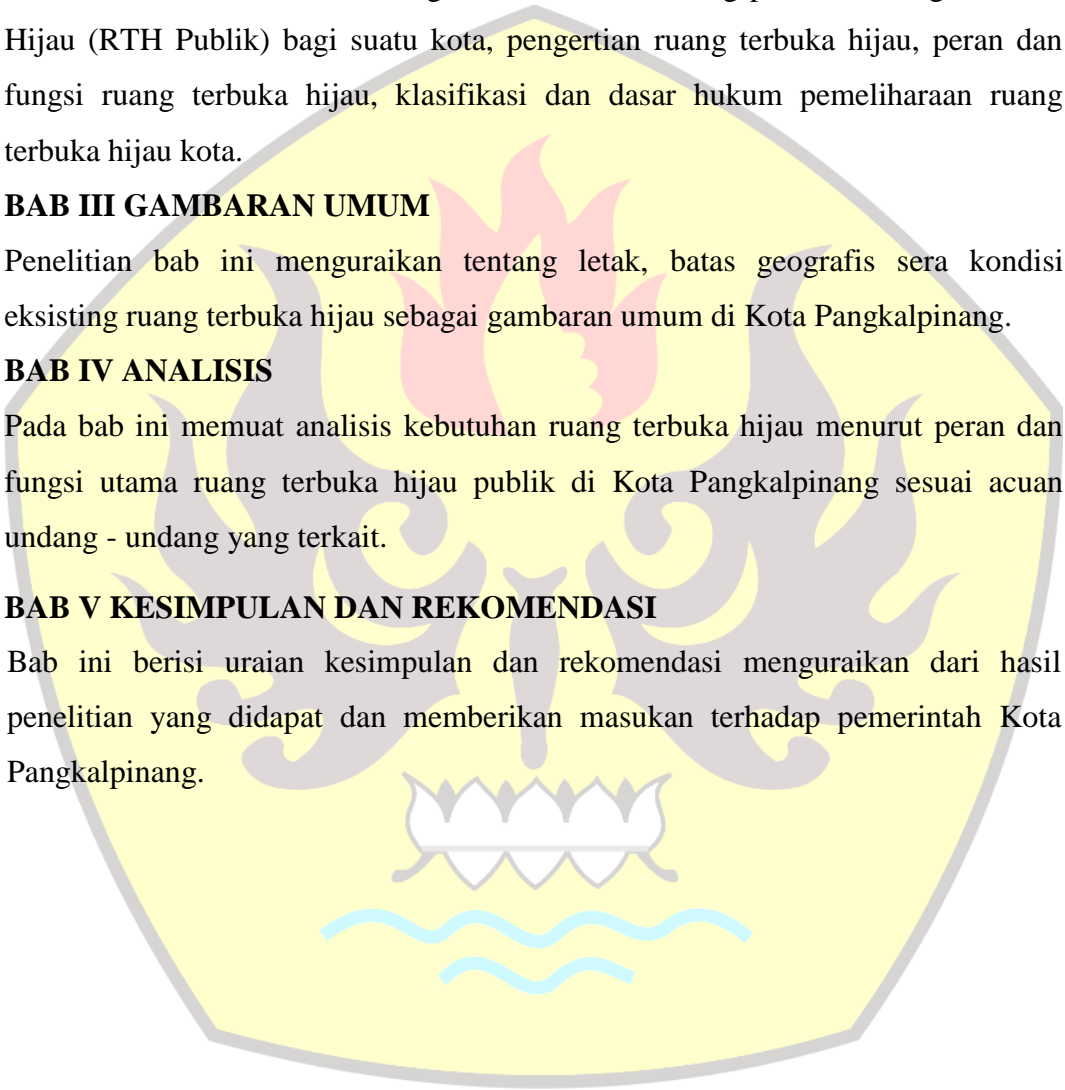 Hijau (RTH Publik) bagi suatu kota, pengertian ruang terbuka hijau, peran dan
fungsi ruang terbuka hijau, klasifikasi dan dasar hukum pemeliharaan ruang
terbuka hijau kota.
BAB III GAMBARAN UMUM
Penelitian bab ini menguraikan tentang letak, batas geografis sera kondisi
eksisting ruang terbuka hijau sebagai gambaran umum di Kota Pangkalpinang.
BAB IV ANALISIS
Pada bab ini memuat analisis kebutuhan ruang terbuka hijau menurut peran dan
fungsi utama ruang terbuka hijau publik di Kota Pangkalpinang sesuai acuan
undang - undang yang terkait.
BAB V KESIMPULAN DAN REKOMENDASI
Bab ini berisi uraian kesimpulan dan rekomendasi menguraikan dari hasil
penelitian yang didapat dan memberikan masukan terhadap pemerintah Kota
Pangkalpinang.